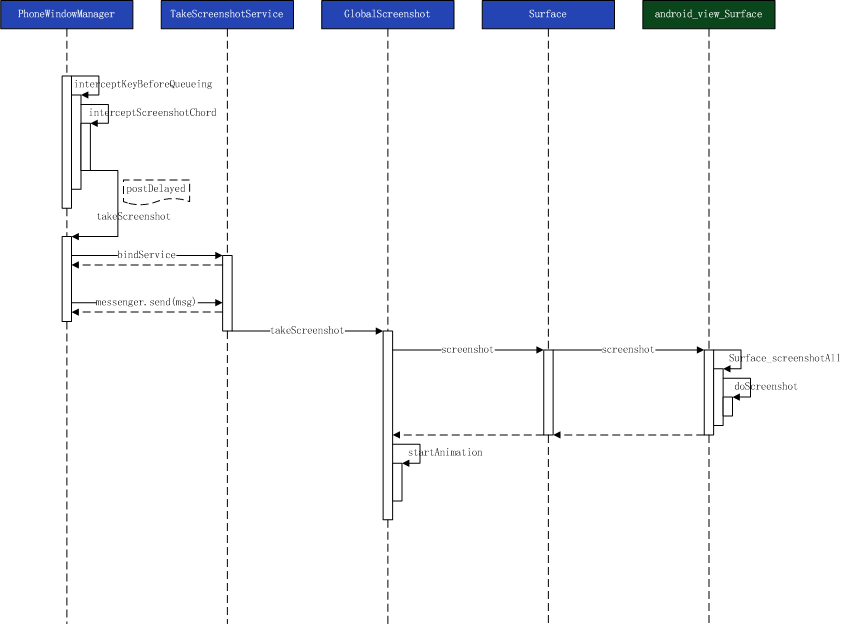 PhoneWindowManager
TakeScreenshotService
GlobalScreenshot
Surface
android_view_Surface
interceptKeyBeforeQueueing
interceptScreenshotChord
postDelayed
takeScreenshot
bindService
messenger.send(msg)
takeScreenshot
screenshot
screenshot
Surface_screenshotAll
doScreenshot
startAnimation